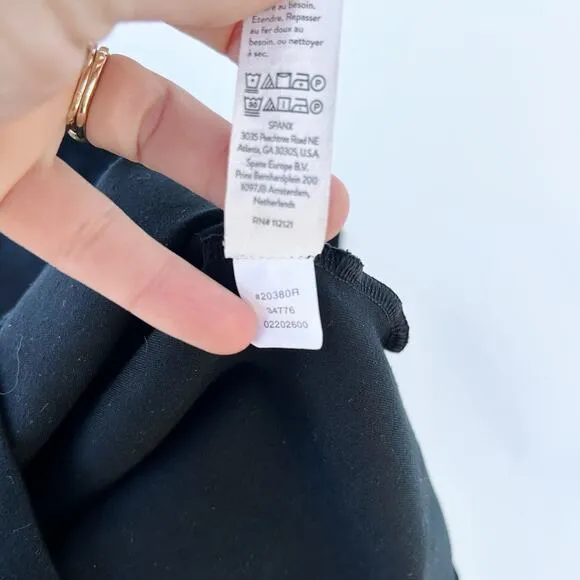 au besoin.
Etendre. Repasser
au fer doux au
besoin, ou nettoyer
à sec.
SPANX
3035 Peachtree Road NE
Atlanta, GA 30305, U.S.A.
Spanx Europe B.V.
Prins Bernhardplein 200
1097JB Amsterdam,
Netherlands
RN# 112121
#20380R
34776
02202600